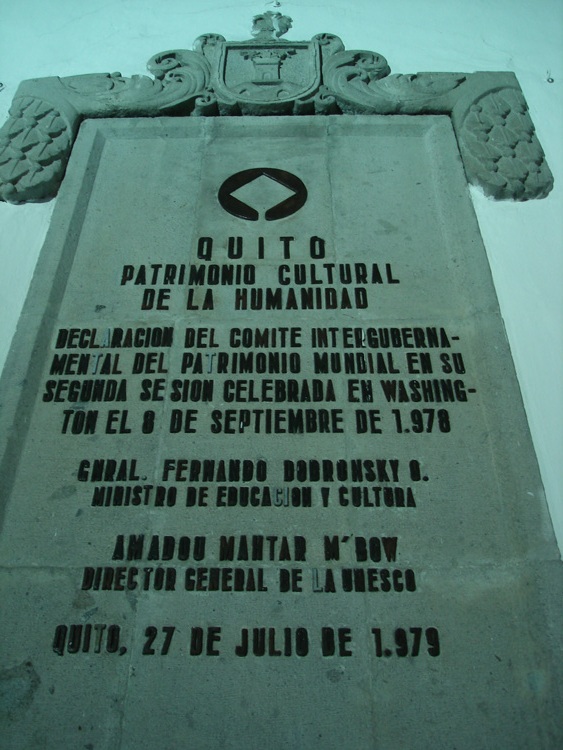 QUITO
PATRIMONIO CULTURAL
DE LA HUMANIDAD
DECLARACION DEL COMITE INTERGUBERNA-
MENTAL DEL PATRIMONIO MUNDIAL EN SU
SEGUNDA SESION CELEBRADA EN WASHING-
TON EL 8 DE SEPTIEMBRE DE 1.978
GNRAL. FERNANDO DOBRONSKY O.
MINISTRO DE EDUCACION Y CULTURA
AMADOU MAHTAR M´BOW
DIRECTOR GENERAL DE LA UNESCO
QUITO, 27 DE JULIO DE 1.979